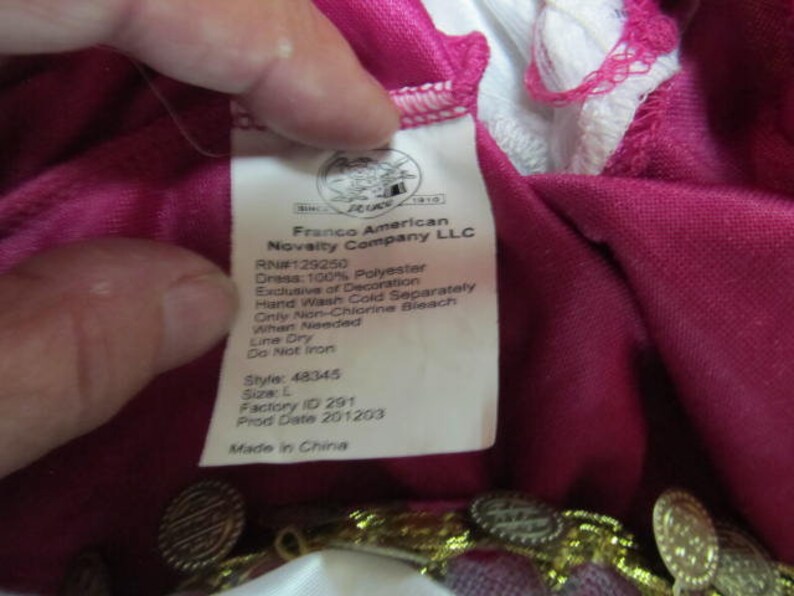 SINCE 1910
Franco American
Novelty Company LLC
RN#129250
Dress: 100% Polyester
Exclusive of Decoration
Hand Wash Cold Separately
Only Non-Chlorine Bleach
When Needed
Line Dry
Do Not Iron
Style: 48345
Size: L
Factory ID 291
Prod Date 201203
Made in China